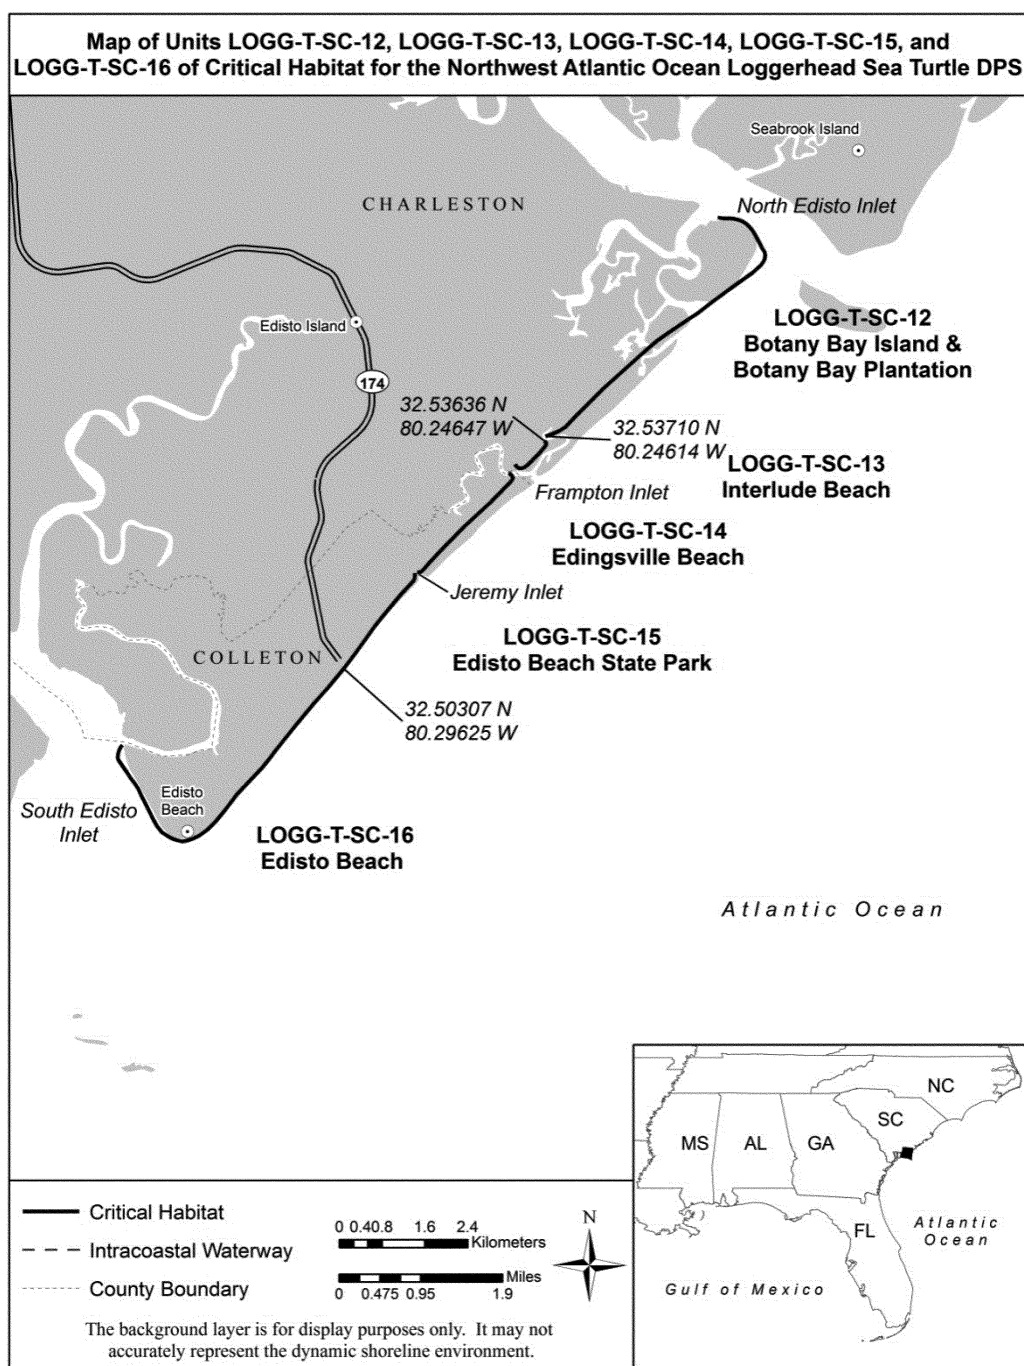 Map of Units LOGG-T-SC-12, LOGG-T-SC-13, LOGG-T-SC-14, LOGG-T-SC-15, and
LOGG-T-SC-16 of Critical Habitat for the Northwest Atlantic Ocean Loggerhead Sea Turtle DPS
Seabrook Island
CHARLESTON
North Edisto Inlet
Edisto Island
LOGG-T-SC-12
Botany Bay Island &
Botany Bay Plantation
174
32.53636 N
80.24647 W
32.53710 N
80.24614 W
LOGG-T-SC-13
Interlude Beach
Frampton Inlet
LOGG-T-SC-14
Edingsville Beach
Jeremy Inlet
LOGG-T-SC-15
Edisto Beach State Park
COLLETON
32.50307 N
80.29625 W
South Edisto
Inlet
Edisto
Beach
LOGG-T-SC-16
Edisto Beach
Atlantic Ocean
NC
SC
MS
AL
GA
FL
Atlantic
Ocean
Gulf of Mexico
Critical Habitat
Intracoastal Waterway
County Boundary
0 0.40.8 1.6 2.4
Kilometers
Miles
0 0.475 0.95 1.9
N
The background layer is for display purposes only. It may not
accurately represent the dynamic shoreline environment.